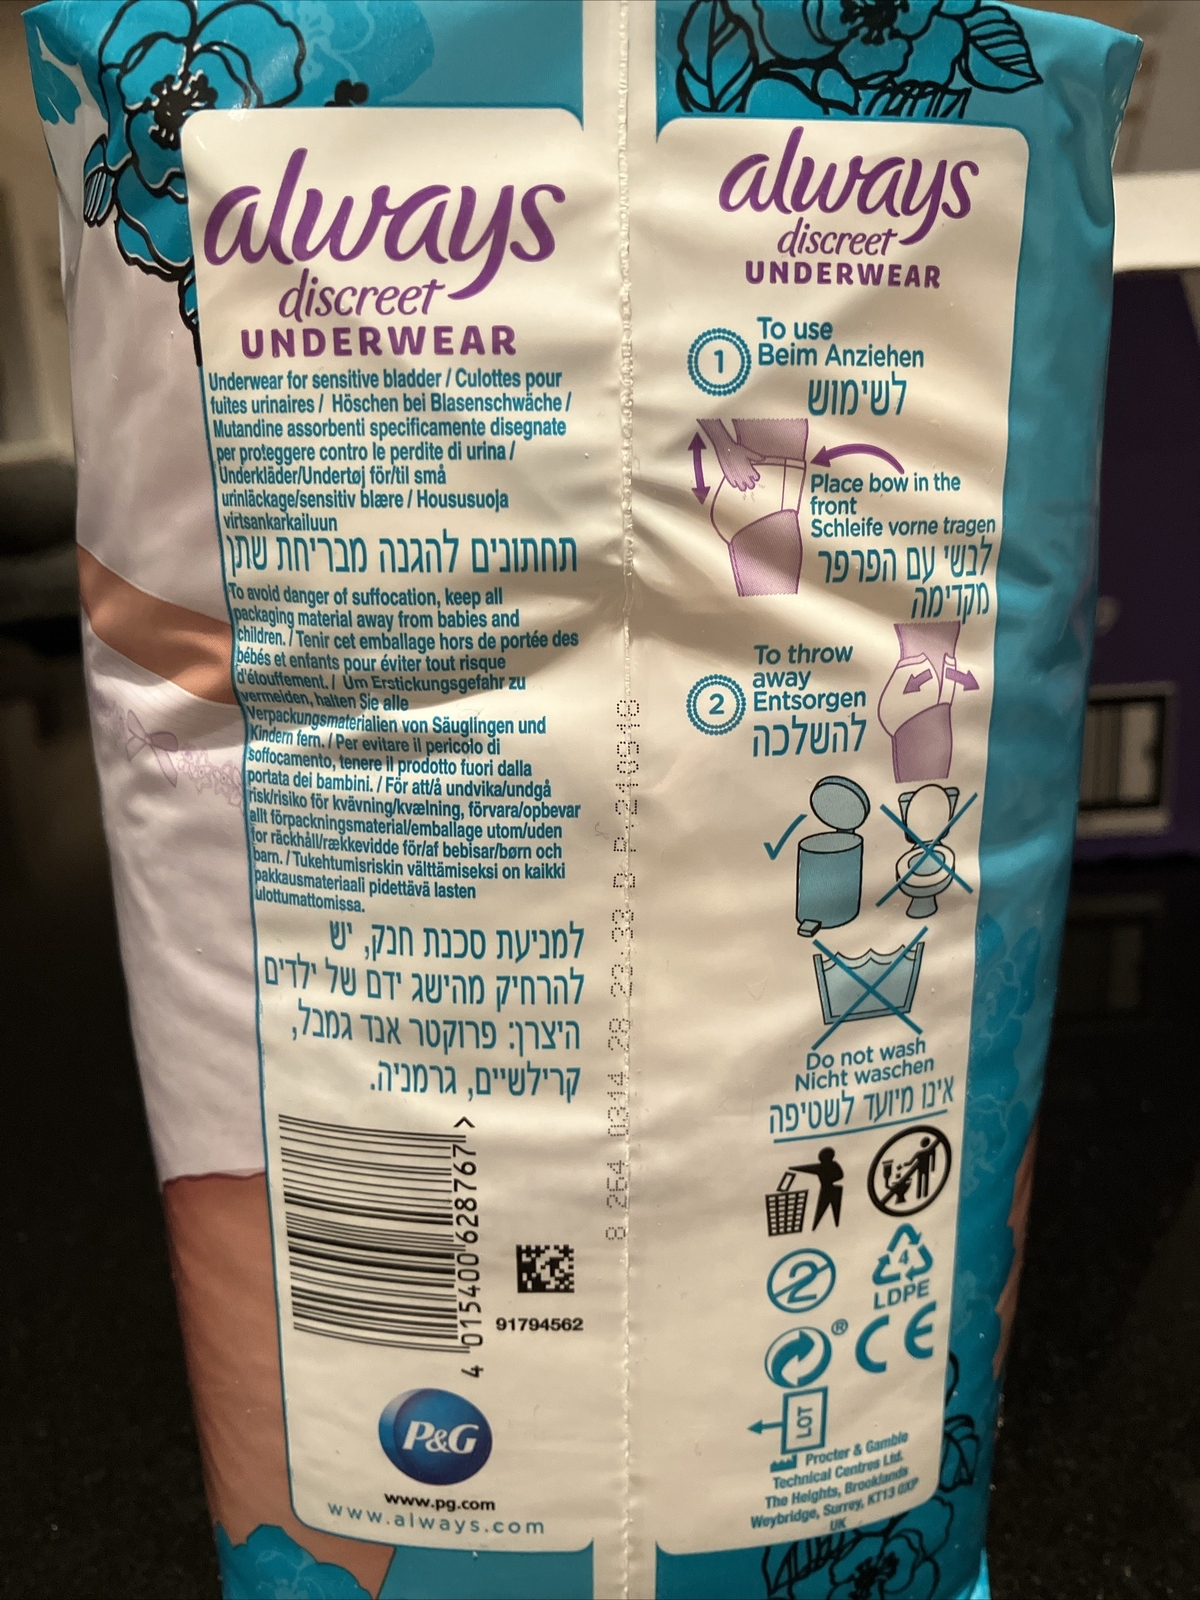 always
discreet
UNDERWEAR
Underwear for sensitive bladder / Culottes pour
fuites urinaires / Höschen bei Blasenschwäche /
Mutandine assorbenti specificamente disegnate
per proteggere contro le perdite di urina /
Underkläder/Undertøj för/til små
urinläckage/sensitiv blære / Housusuoja
virtsankarkailuun
תחתונים להגנה מבריחת שתן
To avoid danger of suffocation, keep all
packaging material away from babies and
children. / Tenir cet emballage hors de portée des
bébés et enfants pour éviter tout risque
d'étouffement. / Um Erstickungsgefahr zu
vermeiden, halten Sie alle
Verpackungsmaterialien von Säuglingen und
Kindern fern. / Per evitare il pericolo di
soffocamento, tenere il prodotto fuori dalla
portata dei bambini. / För att/å undvika/undgå
risk/risiko för kvävning/kvælning, förvara/opbevar
allt förpackningsmaterial/emballage utom/uden
for räckhåll/rækkevidde för/af bebisar/børn och
barn. / Tukehtumisriskin välttämiseksi on kaikki
pakkausmateriaali pidettävä lasten
ulottumattomissa.
למניעת סכנת חנק, יש
להרחיק מהישג ידם של ילדים
היצרן: פרוקטר אנד גמבל,
קרילשיים, גרמניה.
4 015400 628767 >
91794562
P&G
www.pg.com
www.always.com
always
discreet
UNDERWEAR
1
To use
Beim Anziehen
לשימוש
Place bow in the
front
Schleife vorne tragen
לבשי עם הפרפר
מקדימה
2
To throw
away
Entsorgen
להשלכה
Do not wash
Nicht waschen
אינו מיועד לשטיפה
2
4
LDPE
®
CE
LOT
Procter & Gamble
Technical Centres Ltd.
The Heights, Brooklands
Weybridge, Surrey, KT13 0XP
UK